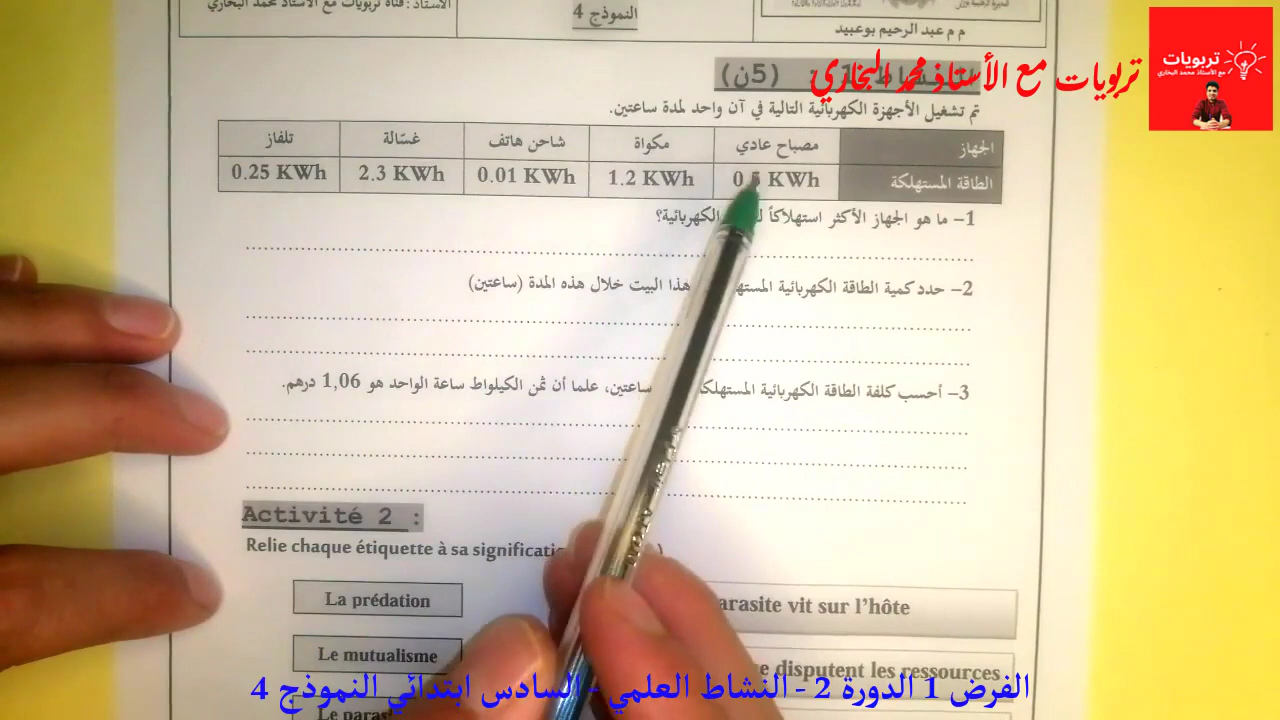 الأستاذ: قناة تربويات مع الأستاذ محمد البخاري
النموذج 4
م م عبد الرحيم بوعبيد
تربويات
مع الأستاذ محمد البخاري
تربويات مع الأستاذ محمد البخاري
(5ن)
تم تشغيل الأجهزة الكهربائية التالية في آن واحد لمدة ساعتين.
الجهاز مصباح عادي مكواة شاحن هاتف غسّالة تلفاز
الطاقة المستهلكة 0.5 KWh 1.2 KWh 0.01 KWh 2.3 KWh 0.25 KWh
1- ما هو الجهاز الأكثر استهلاكاً الكهربائية؟
2- حدد كمية الطاقة الكهربائية هذا البيت خلال هذه المدة (ساعتين)
3- أحسب كلفة الطاقة الكهربائية المستهلكة ساعتين، علما أن ثمن الكيلواط ساعة الواحد هو 1,06 درهم.
Activité 2 :
Relie chaque étiquette à sa
La prédation
vit sur l'hôte
Le mutualisme
disputent les ressources
الفرض 1 الدورة 2 - النشاط العلمي - السادس ابتدائي النموذج 4